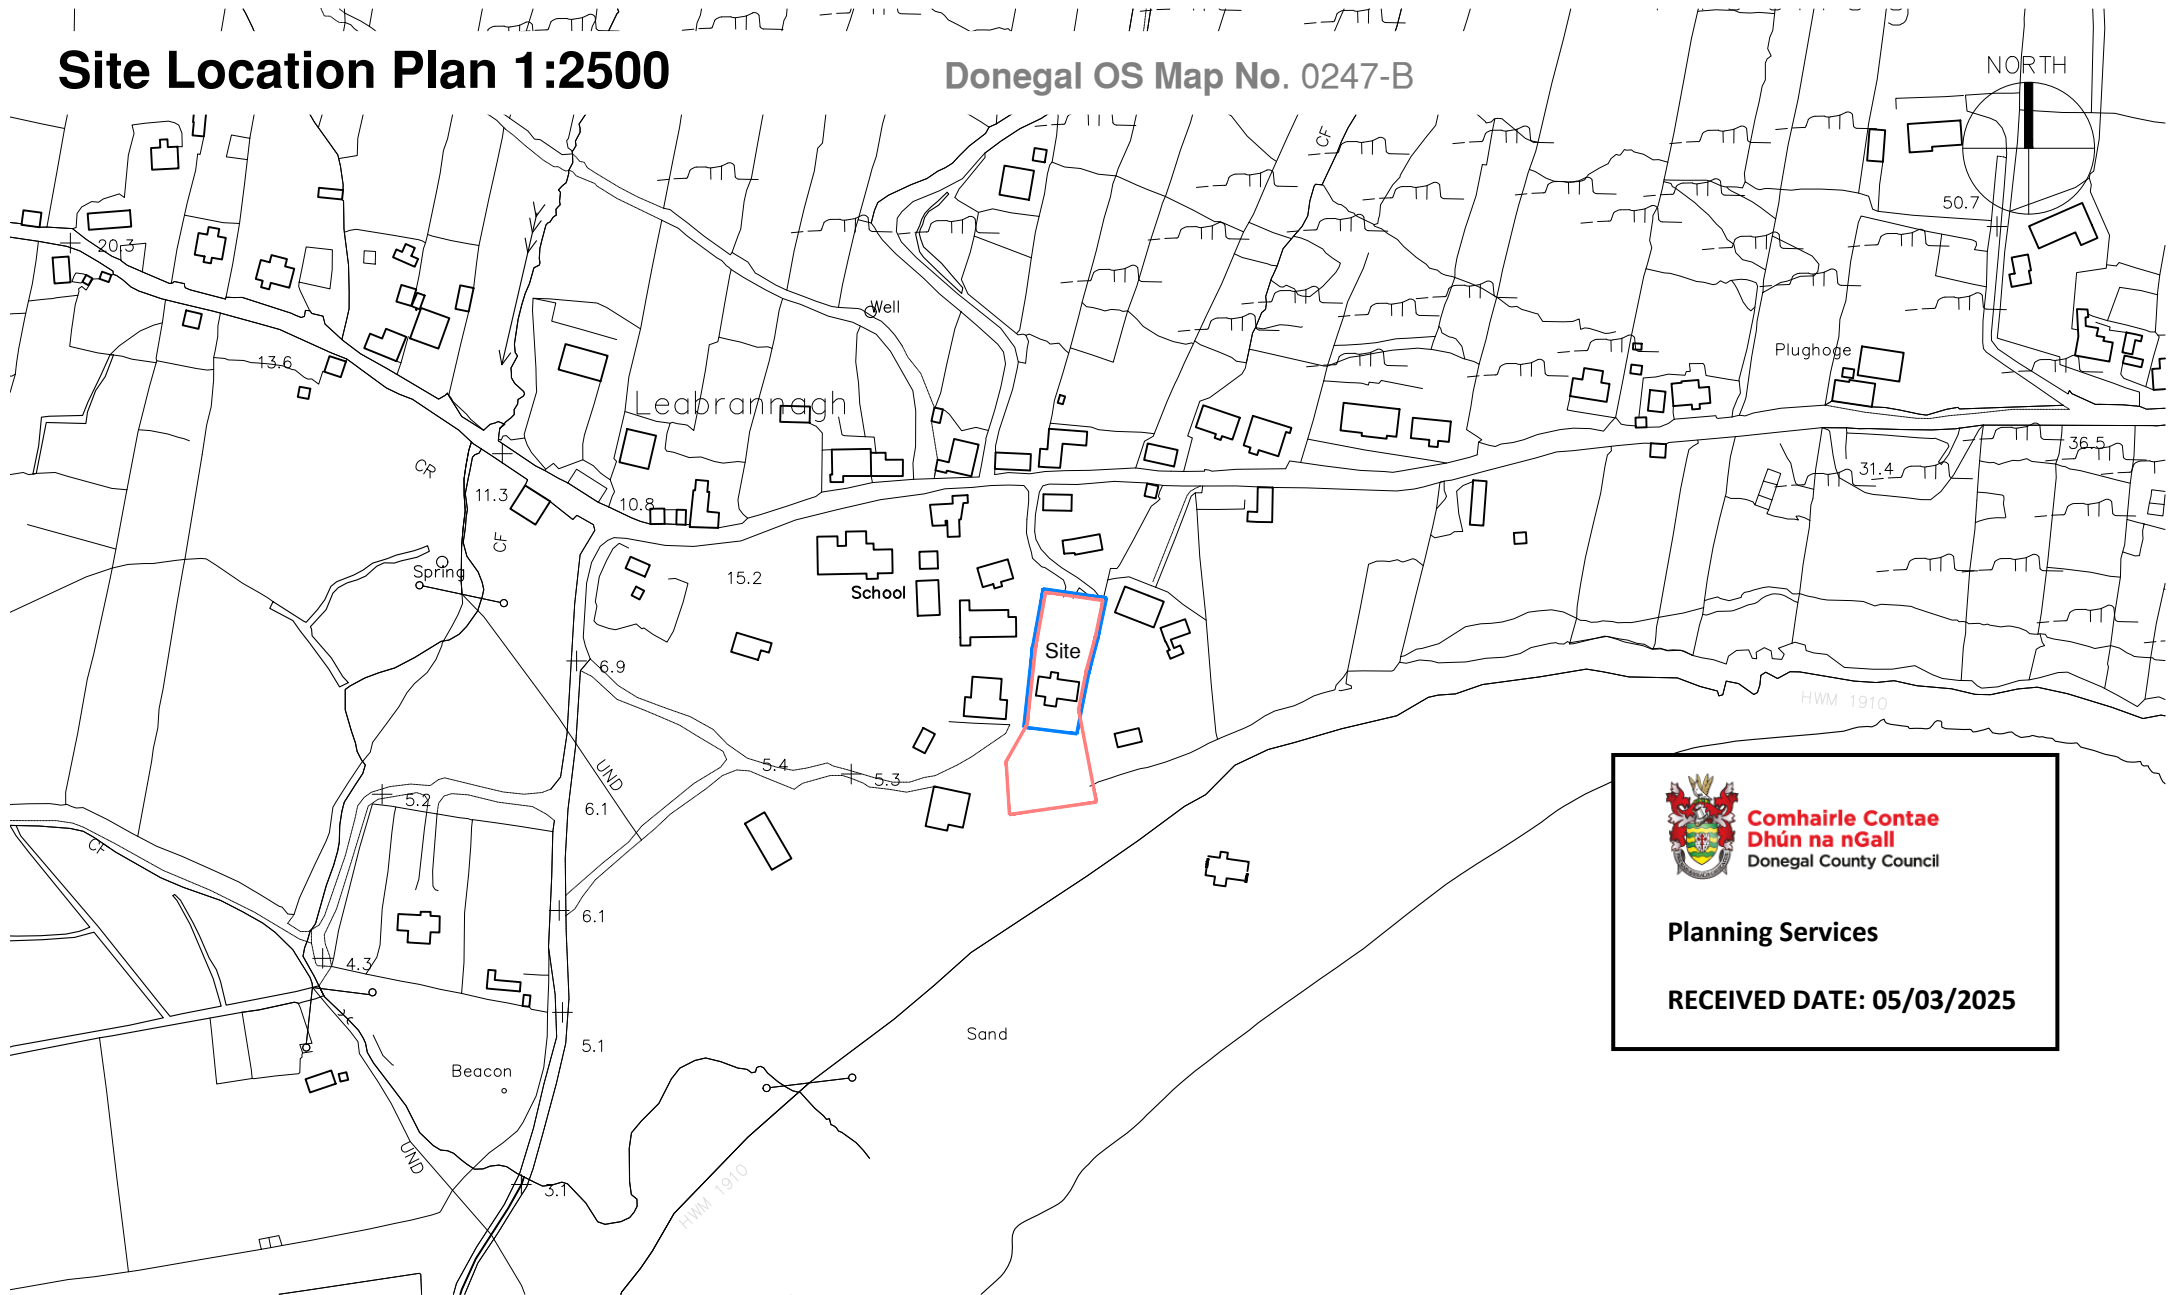 Site Location Plan 1:2500
Donegal OS Map No. 0247-B
NORTH
CF
50.7
20.3
Well
13.6
Plughoge
Leabrannagh
36.5
31.4
CR
11.3
10.8
CF
Spring
15.2
School
Site
6.9
HWM 1910
5.4
5.3
UND
5.2
6.1
CF
6.1
4.3
Sand
5.1
Beacon
UND
3.1
HWM 1910
Comhairle Contae
Dhún na nGall
Donegal County Council
Planning Services
RECEIVED DATE: 05/03/2025